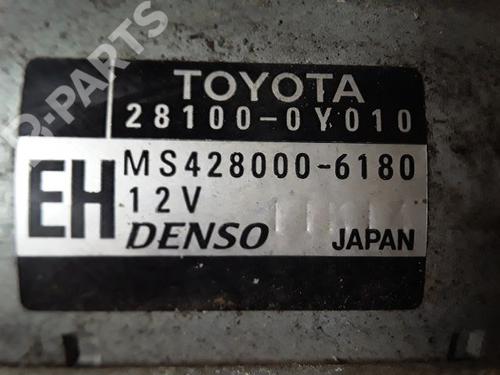 B-PARTS
TOYOTA
28100-0Y010
EH
MS428000-6180
12V
DENSO
JAPAN